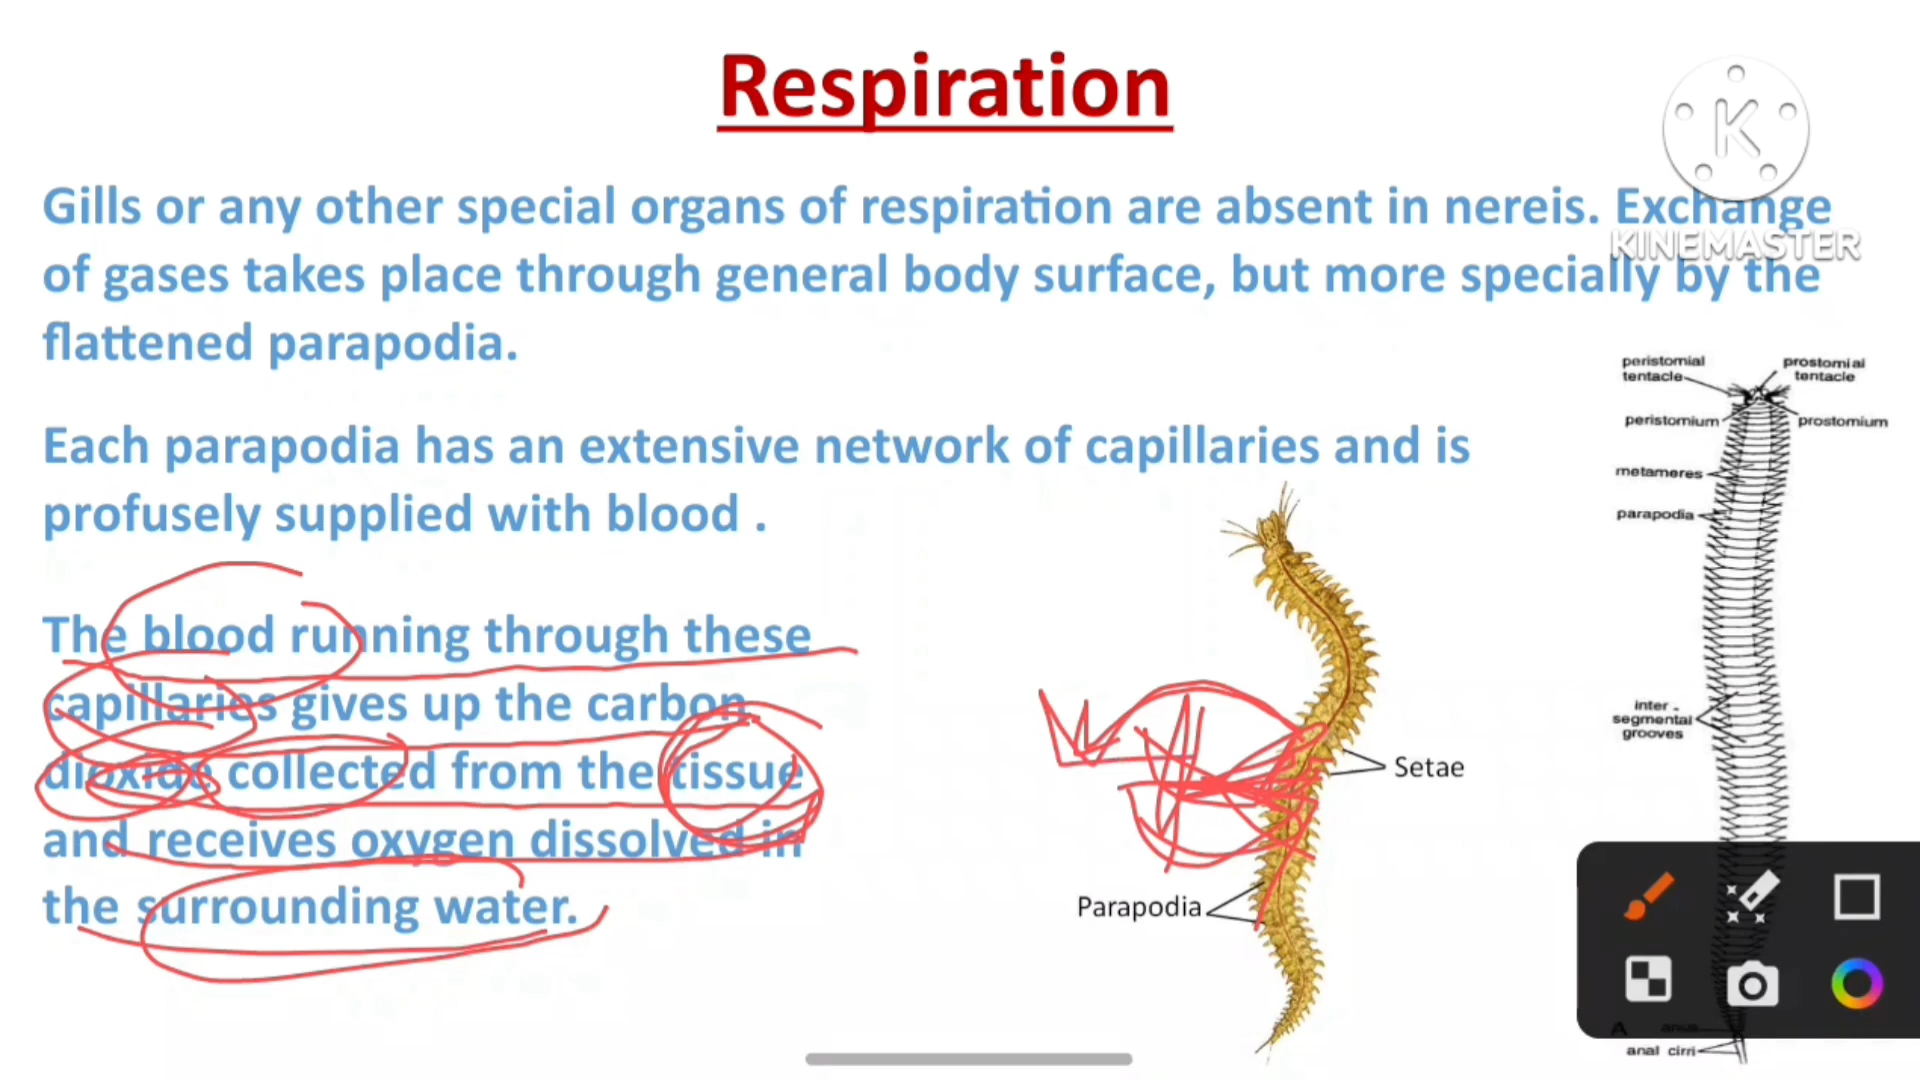 Respiration
K
KINEMASTER
Gills or any other special organs of respiration are absent in nereis. Exchange
of gases takes place through general body surface, but more specially by the
flattened parapodia.
Each parapodia has an extensive network of capillaries and is
profusely supplied with blood .
The blood running through these
capillaries gives up the carbon
dioxide collected from the tissue
and receives oxygen dissolved in
the surrounding water.
Setae
Parapodia
peristomial
tentacle
prostomial
tentacle
peristomium
prostomium
metameres
parapodia
inter -
segmental
grooves
A
anus
anal cirri